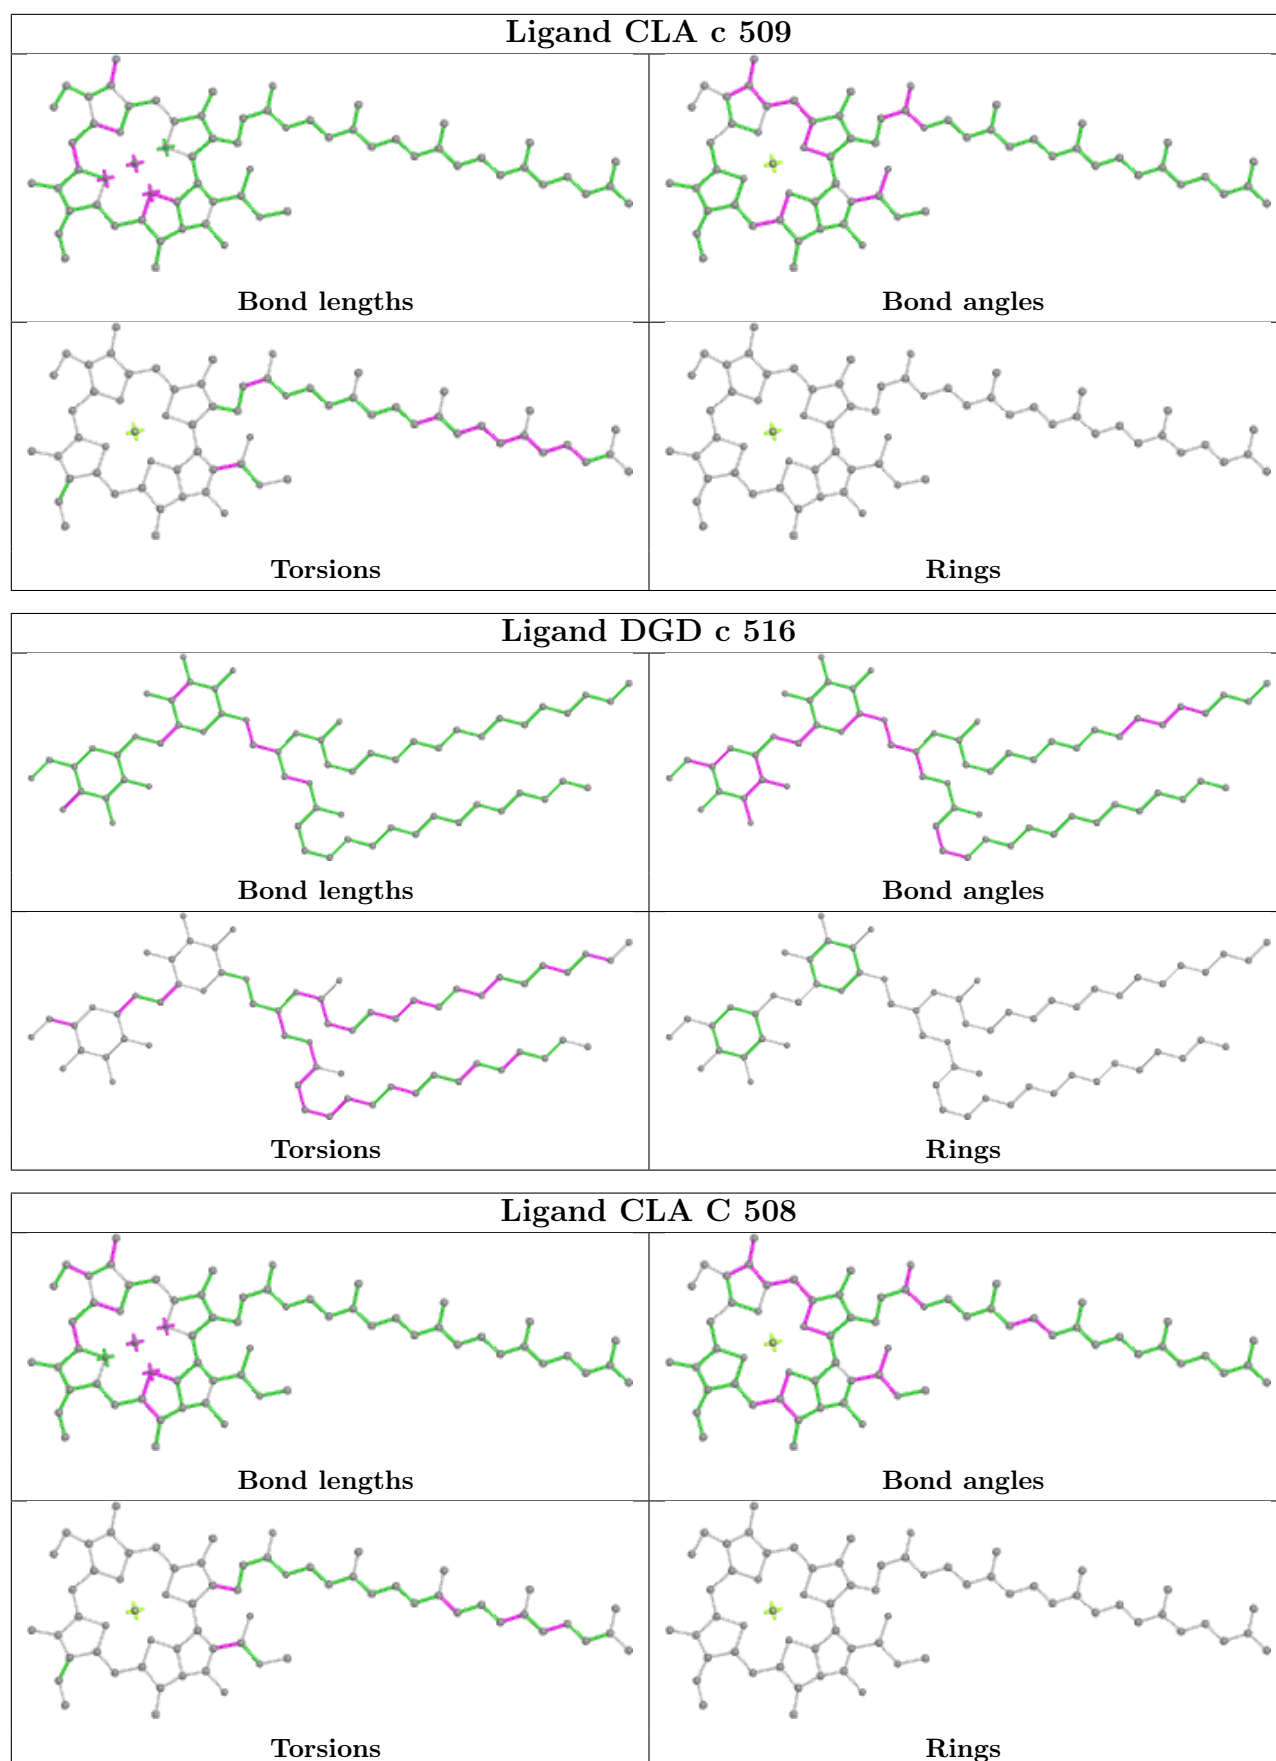 Ligand CLA c 509
Bond lengths
Bond angles
Torsions
Rings
Ligand DGD c 516
Bond lengths
Bond angles
Torsions
Rings
Ligand CLA C 508
Bond lengths
Bond angles
Torsions
Rings